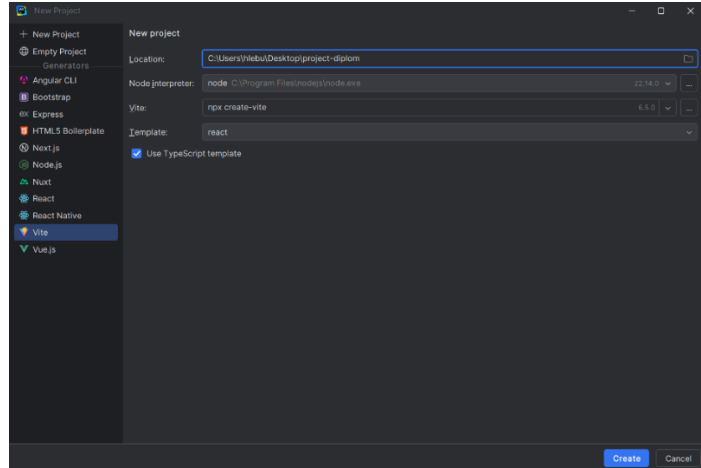 New Project
New Project
Empty Project
Generators
Angular CLI
Bootstrap
ex Express
HTML5 Boilerplate
Next.js
Node.js
Nuxt
React
React Native
Vite
Vue.js
New project
Location: C:\Users\hlebu\Desktop\project-diplom
Node interpreter: node C:\Program Files\nodejs\node.exe 22.14.0 ...
Vite: npx create-vite 6.5.0 ...
Template: react
Use TypeScript template
Create Cancel